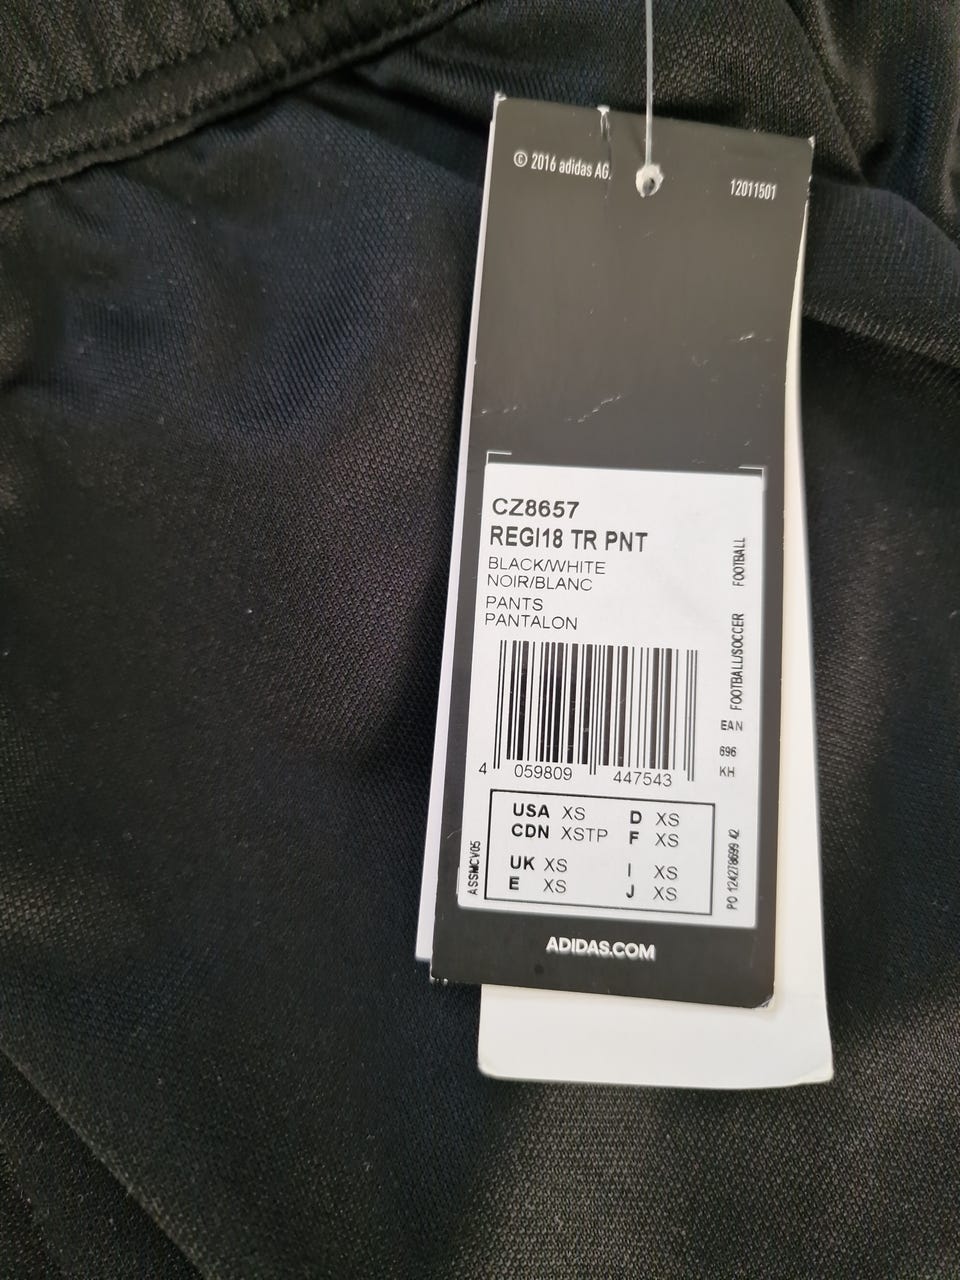 © 2016 adidas AG.
12011501
CZ8657
REGI18 TR PNT
BLACK/WHITE
NOIR/BLANC
PANTS
PANTALON
FOOTBALL/SOCCER FOOTBALL
EAN
696
KH
4 059809 447543
USA XS D XS
CDN XSTP F XS
UK XS I XS
E XS J XS
ASSMCV05
PO 124278699 42
ADIDAS.COM